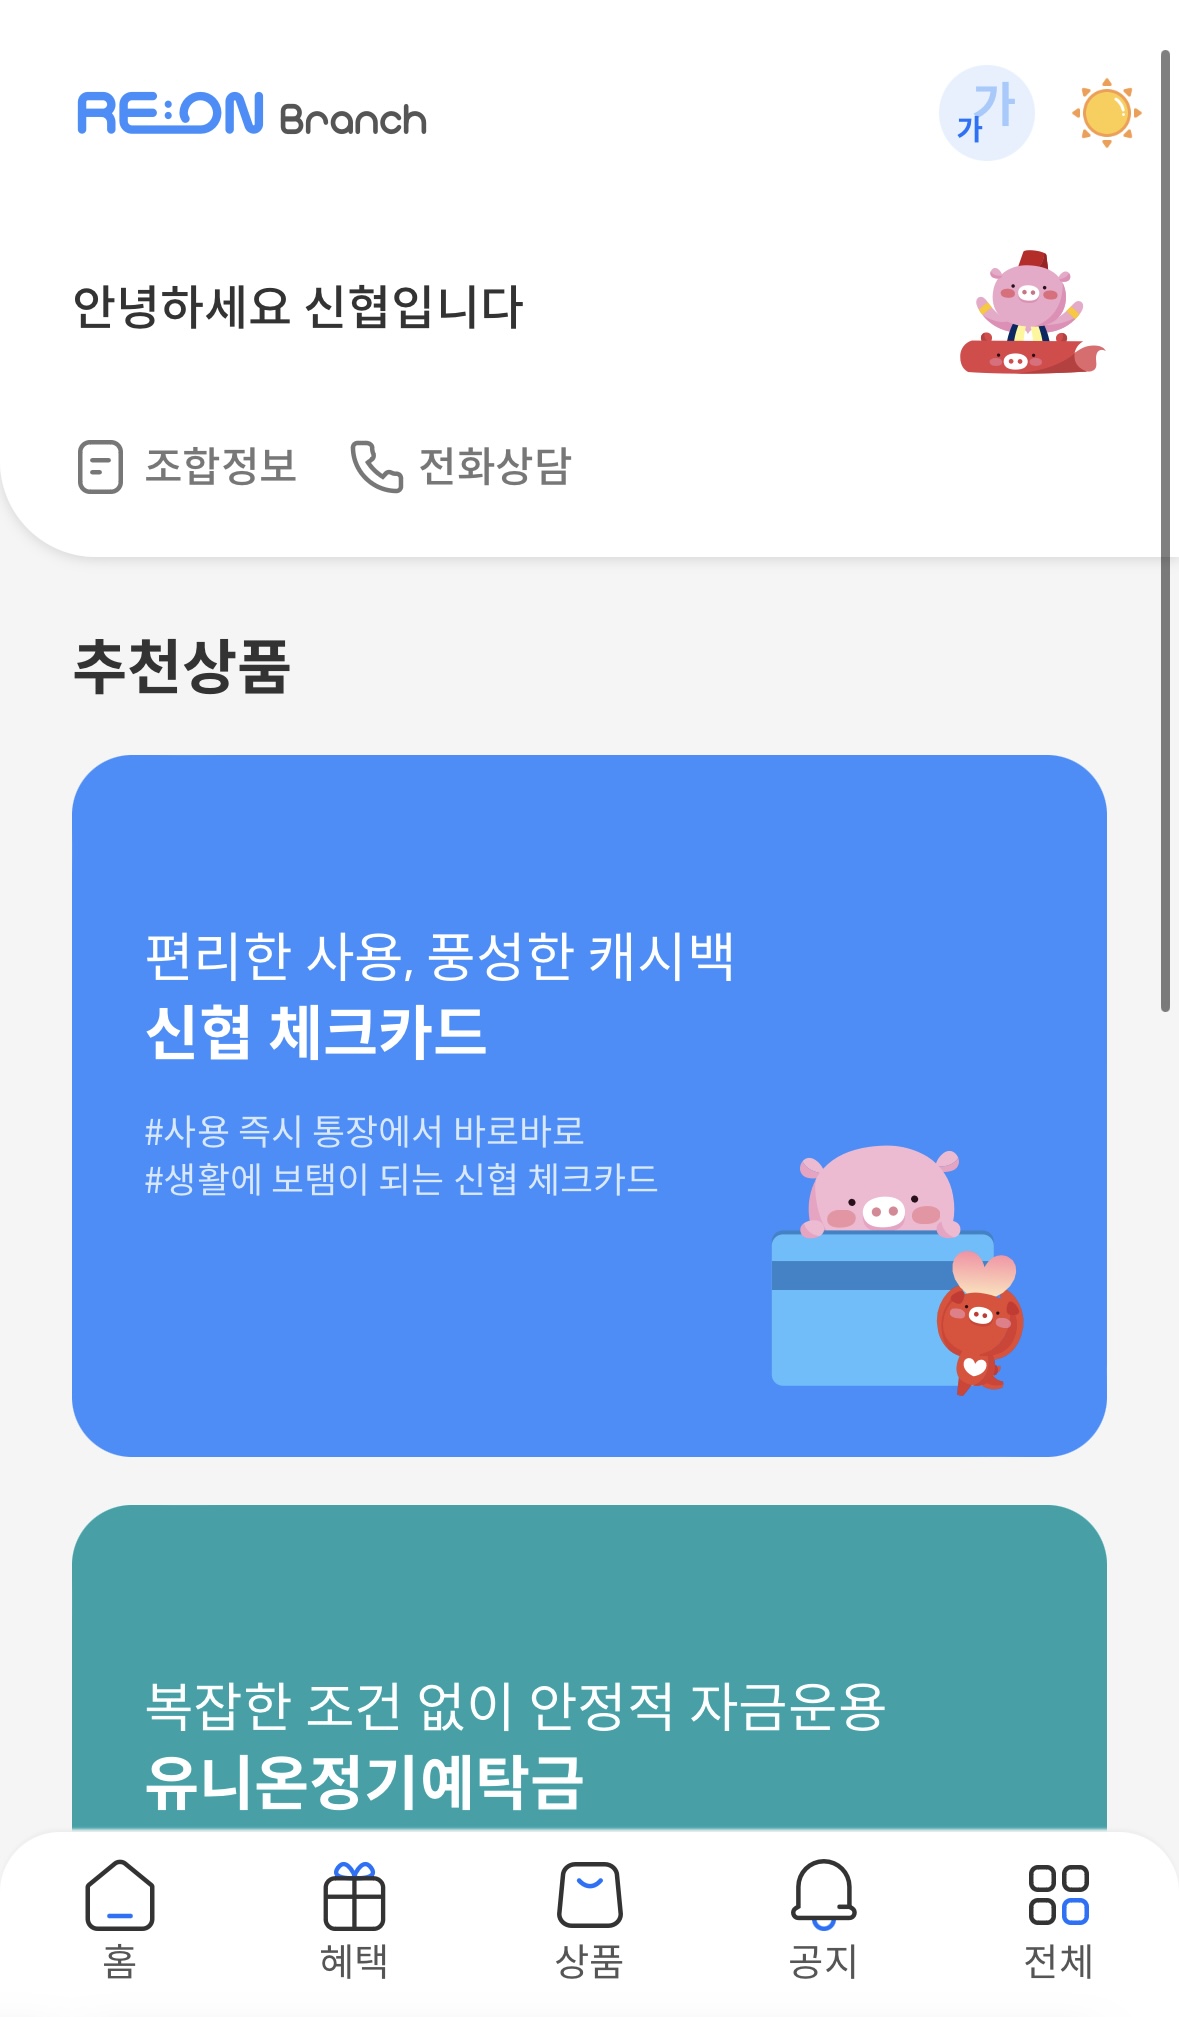 RE:ON Branch
가가
안녕하세요 신협입니다
조합정보 전화상담
추천상품
편리한 사용, 풍성한 캐시백
신협 체크카드
#사용 즉시 통장에서 바로바로
#생활에 보탬이 되는 신협 체크카드
복잡한 조건 없이 안정적 자금운용
유니온정기예탁금
홈 혜택 상품 공지 전체